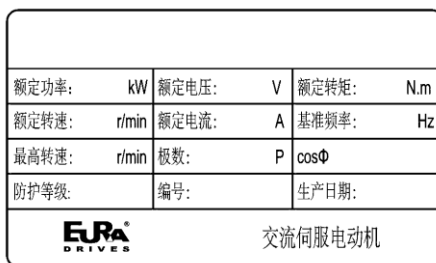 额定功率: kW 额定电压: V 额定转矩: N.m
额定转速: r/min 额定电流: A 基准频率: Hz
最高转速: r/min 极数: P cosΦ
防护等级: 编号: 生产日期:
EURA® 交流伺服电动机
DRIVES